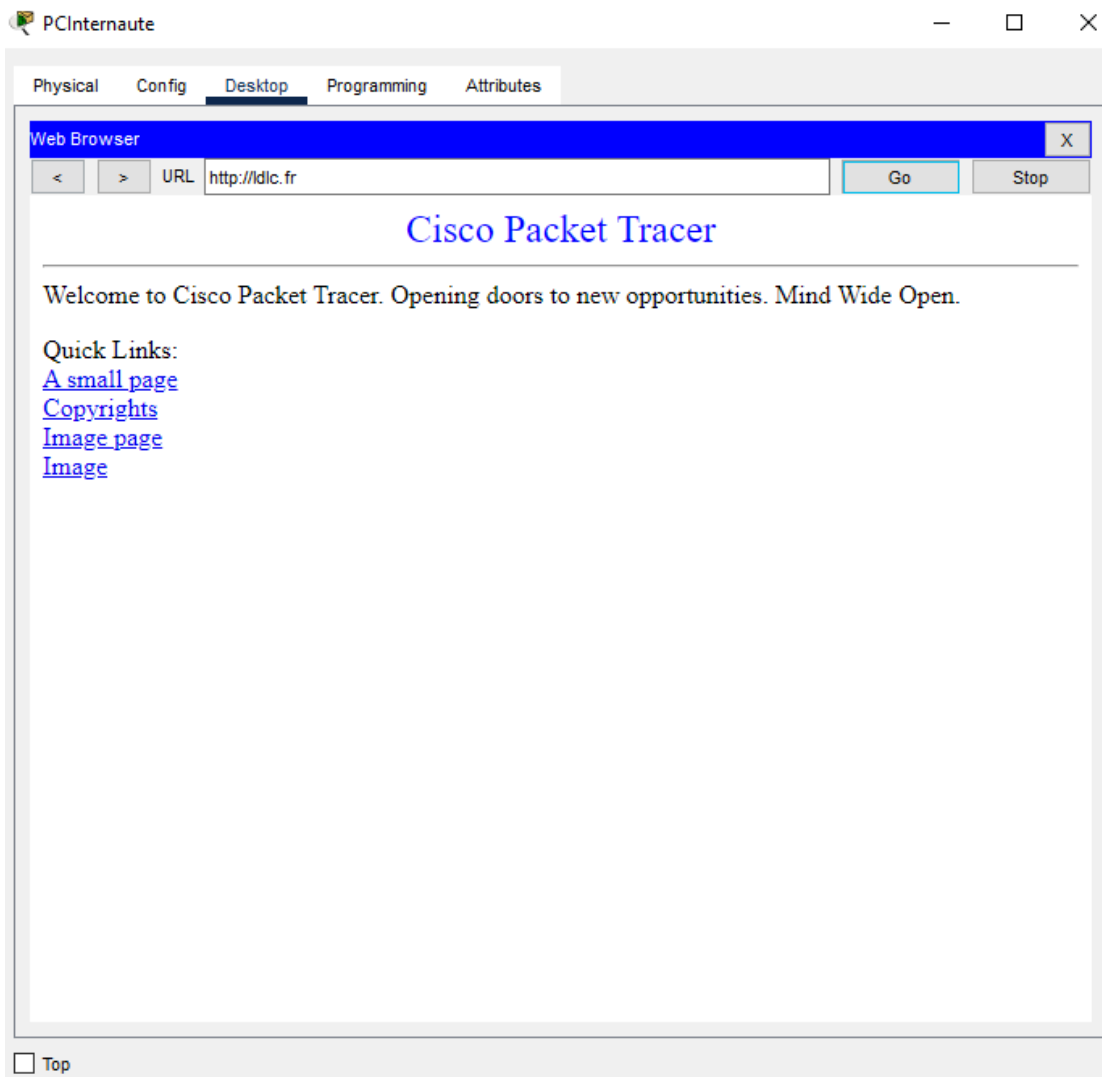 PCInternaute
Physical Config Desktop Programming Attributes
Web Browser X
< > URL http://ldlc.fr Go Stop
Cisco Packet Tracer
Welcome to Cisco Packet Tracer. Opening doors to new opportunities. Mind Wide Open.
Quick Links:
A small page
Copyrights
Image page
Image
Top